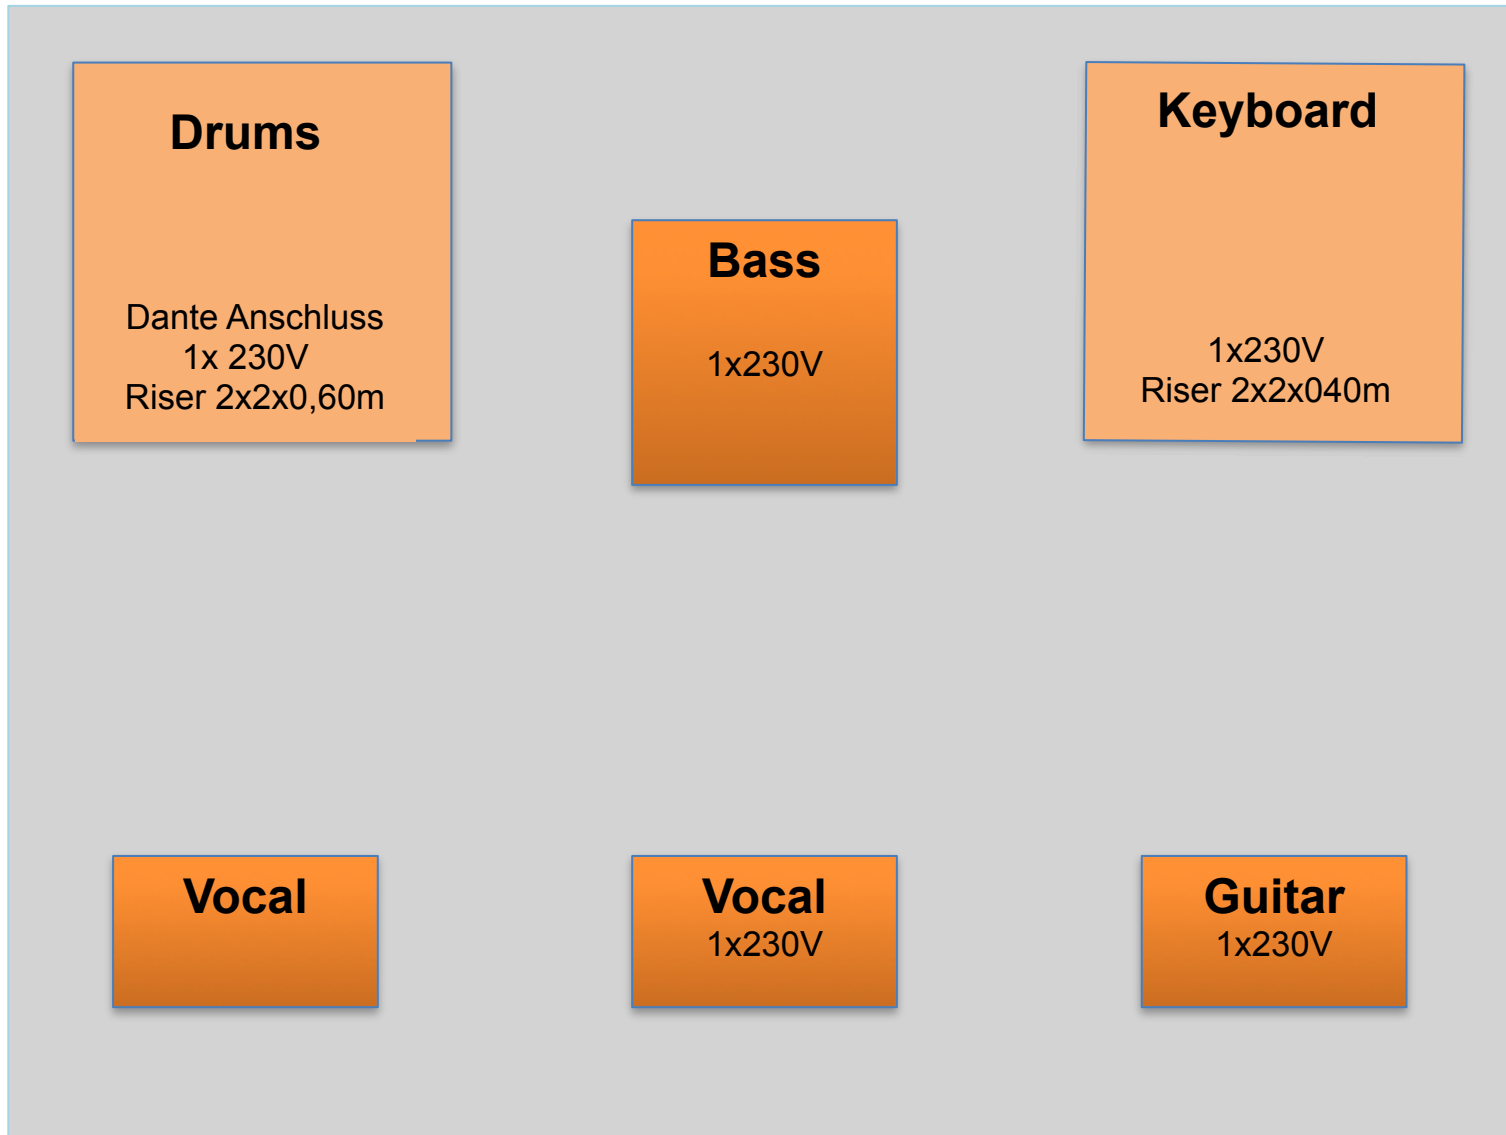 Drums
Dante Anschluss
1x 230V
Riser 2x2x0,60m
Bass
1x230V
Keyboard
1x230V
Riser 2x2x040m
Vocal
Vocal
1x230V
Guitar
1x230V